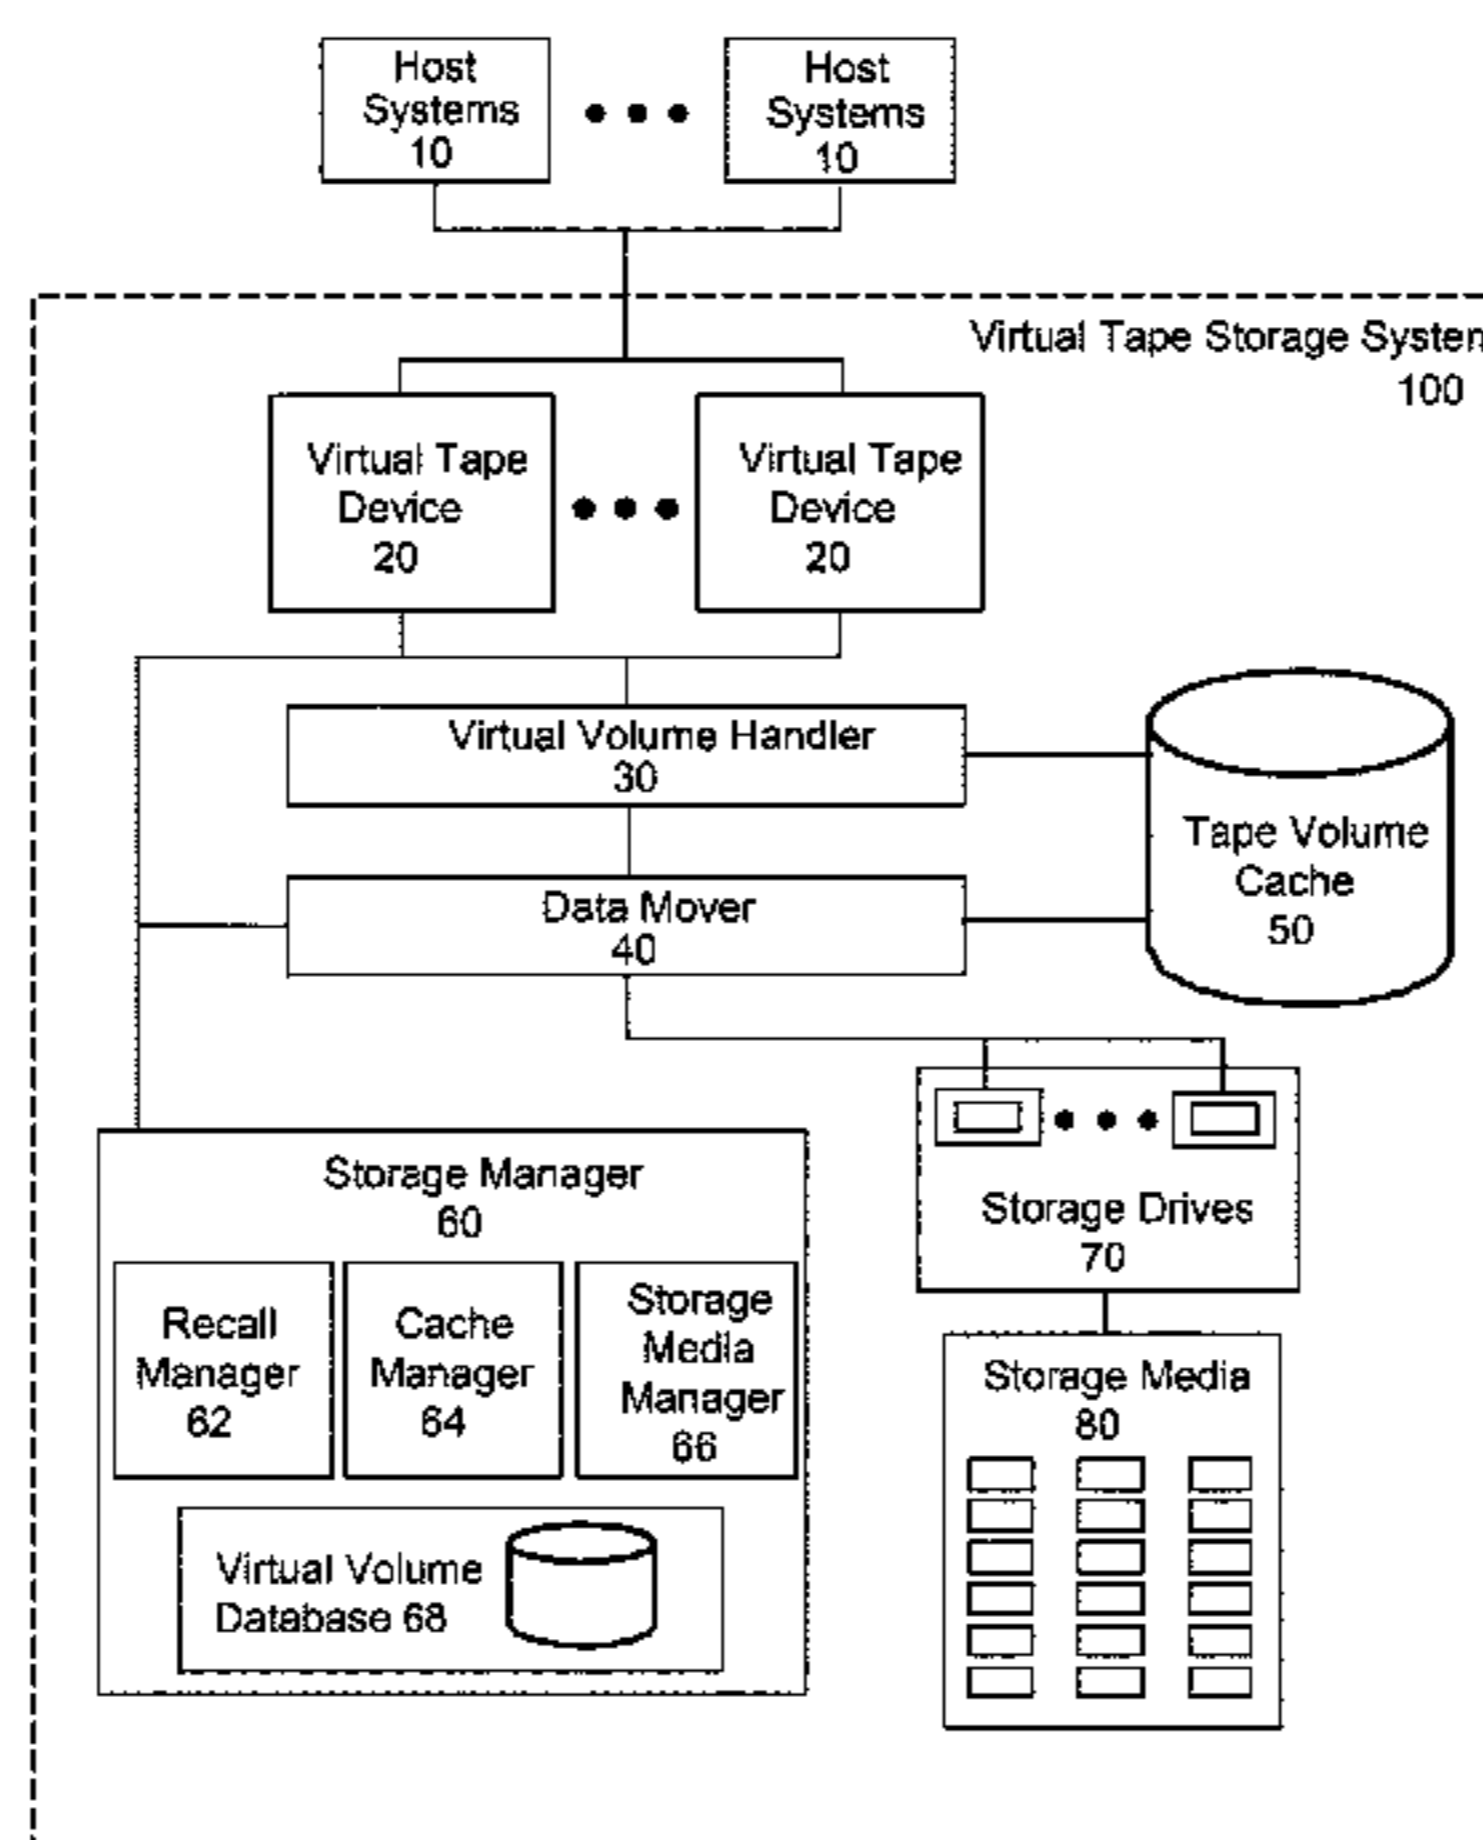 Host
Systems
10
Host
Systems
10
Virtual Tape Storage System
100
Virtual Tape
Device
20
Virtual Tape
Device
20
Virtual Volume Handler
30
Tape Volume
Cache
50
Data Mover
40
Storage Manager
60
Storage Drives
70
Recall
Manager
62
Cache
Manager
64
Storage
Media
Manager
66
Storage Media
80
Virtual Volume
Database 68